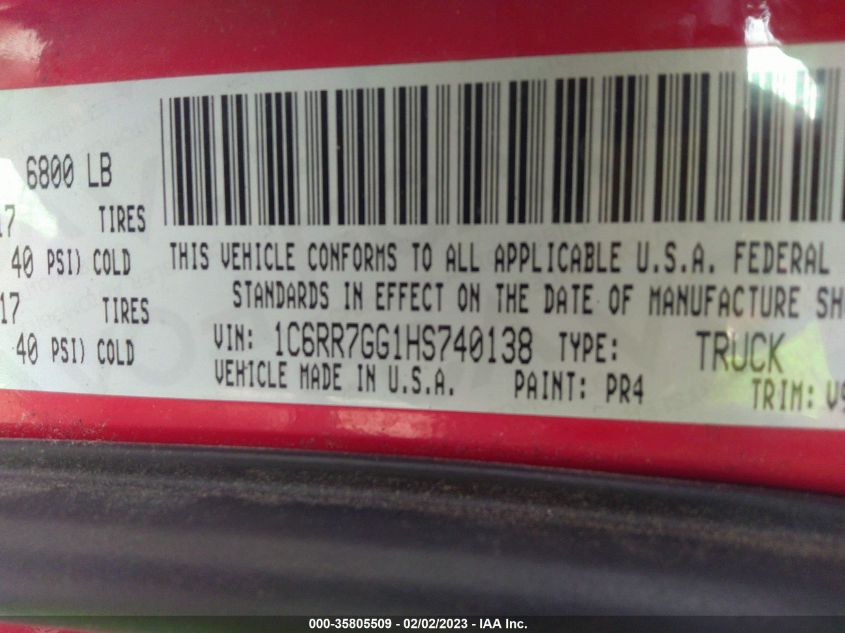 6800 LB
17 TIRES
40 PSI) COLD
17 TIRES
40 PSI) COLD
THIS VEHICLE CONFORMS TO ALL APPLICABLE U.S.A. FEDERAL
STANDARDS IN EFFECT ON THE DATE OF MANUFACTURE SH
VIN: 1C6RR7GG1HS740138 TYPE: TRUCK
VEHICLE MADE IN U.S.A. PAINT: PR4 TRIM: V9
000-35805509 - 02/02/2023 - IAA Inc.